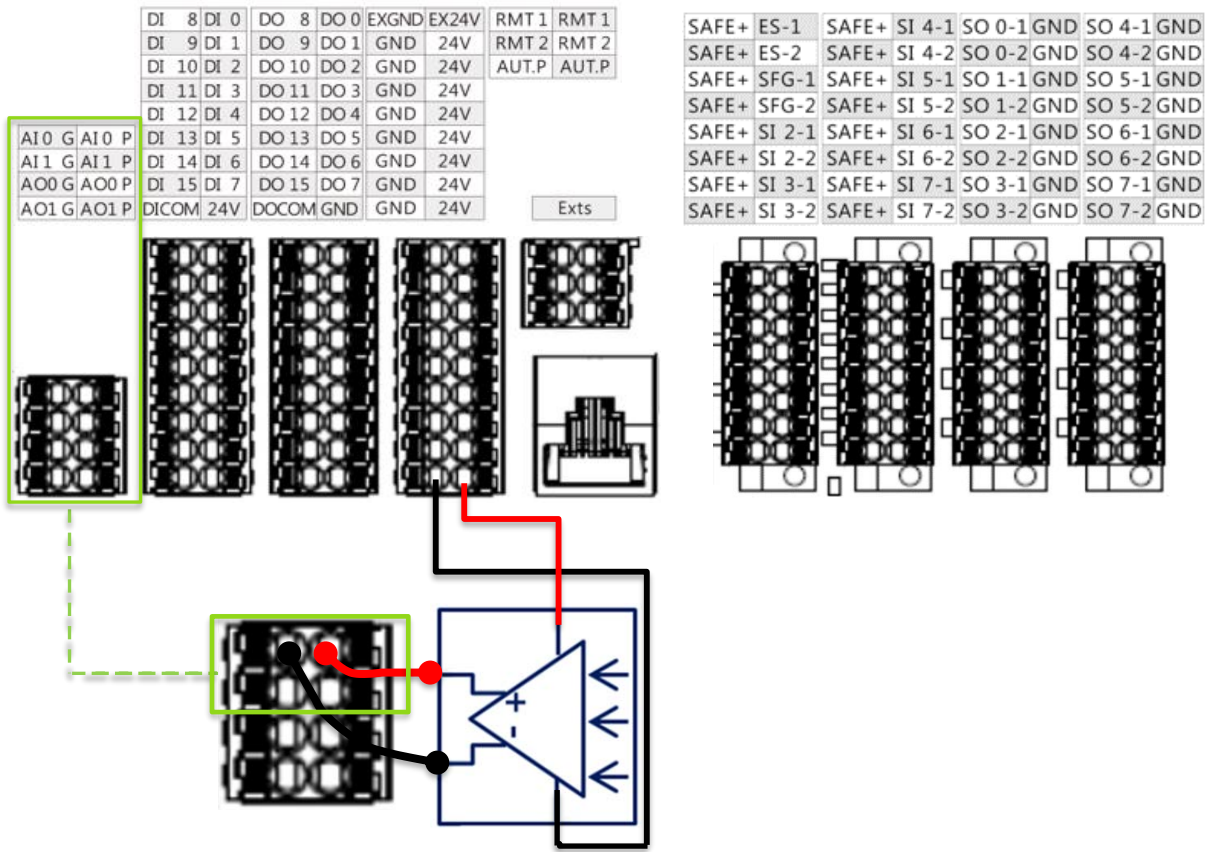 DI 8 DI 0 DO 8 DO 0 EXGND EX24V RMT 1 RMT 1
DI 9 DI 1 DO 9 DO 1 GND 24V RMT 2 RMT 2
DI 10 DI 2 DO 10 DO 2 GND 24V AUT.P AUT.P
DI 11 DI 3 DO 11 DO 3 GND 24V
DI 12 DI 4 DO 12 DO 4 GND 24V
AI0 G AI0 P DI 13 DI 5 DO 13 DO 5 GND 24V
AI1 G AI1 P DI 14 DI 6 DO 14 DO 6 GND 24V
AO0 G AO0 P DI 15 DI 7 DO 15 DO 7 GND 24V
AO1 G AO1 P DICOM 24V DOCOM GND GND 24V Exts
SAFE+ ES-1 SAFE+ SI 4-1 SO 0-1 GND SO 4-1 GND
SAFE+ ES-2 SAFE+ SI 4-2 SO 0-2 GND SO 4-2 GND
SAFE+ SFG-1 SAFE+ SI 5-1 SO 1-1 GND SO 5-1 GND
SAFE+ SFG-2 SAFE+ SI 5-2 SO 1-2 GND SO 5-2 GND
SAFE+ SI 2-1 SAFE+ SI 6-1 SO 2-1 GND SO 6-1 GND
SAFE+ SI 2-2 SAFE+ SI 6-2 SO 2-2 GND SO 6-2 GND
SAFE+ SI 3-1 SAFE+ SI 7-1 SO 3-1 GND SO 7-1 GND
SAFE+ SI 3-2 SAFE+ SI 7-2 SO 3-2 GND SO 7-2 GND
+
-